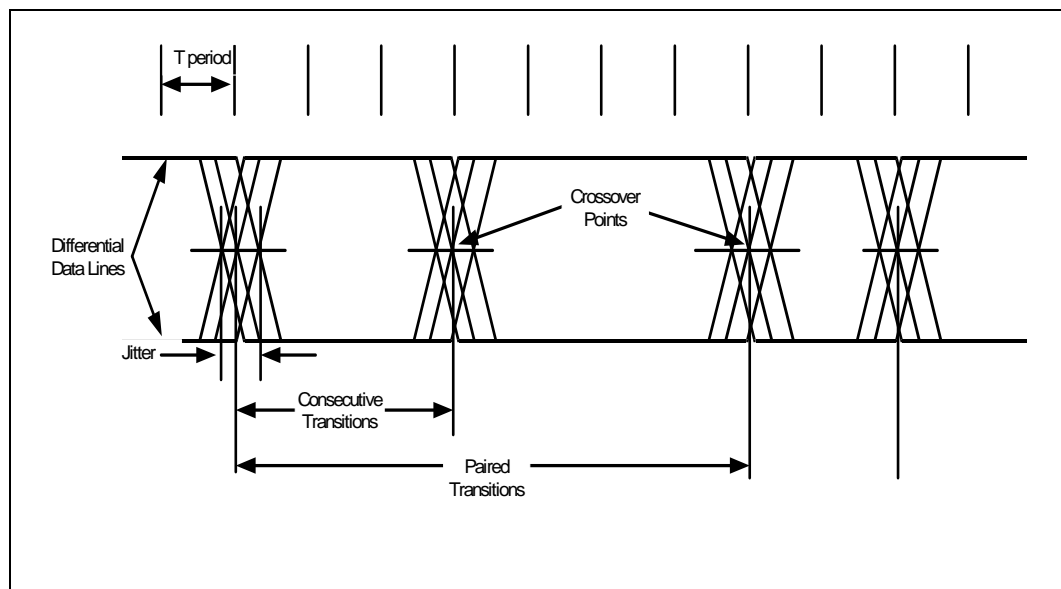 T period
Crossover
Points
Differential
Data Lines
Jitter
Consecutive
Transitions
Paired
Transitions